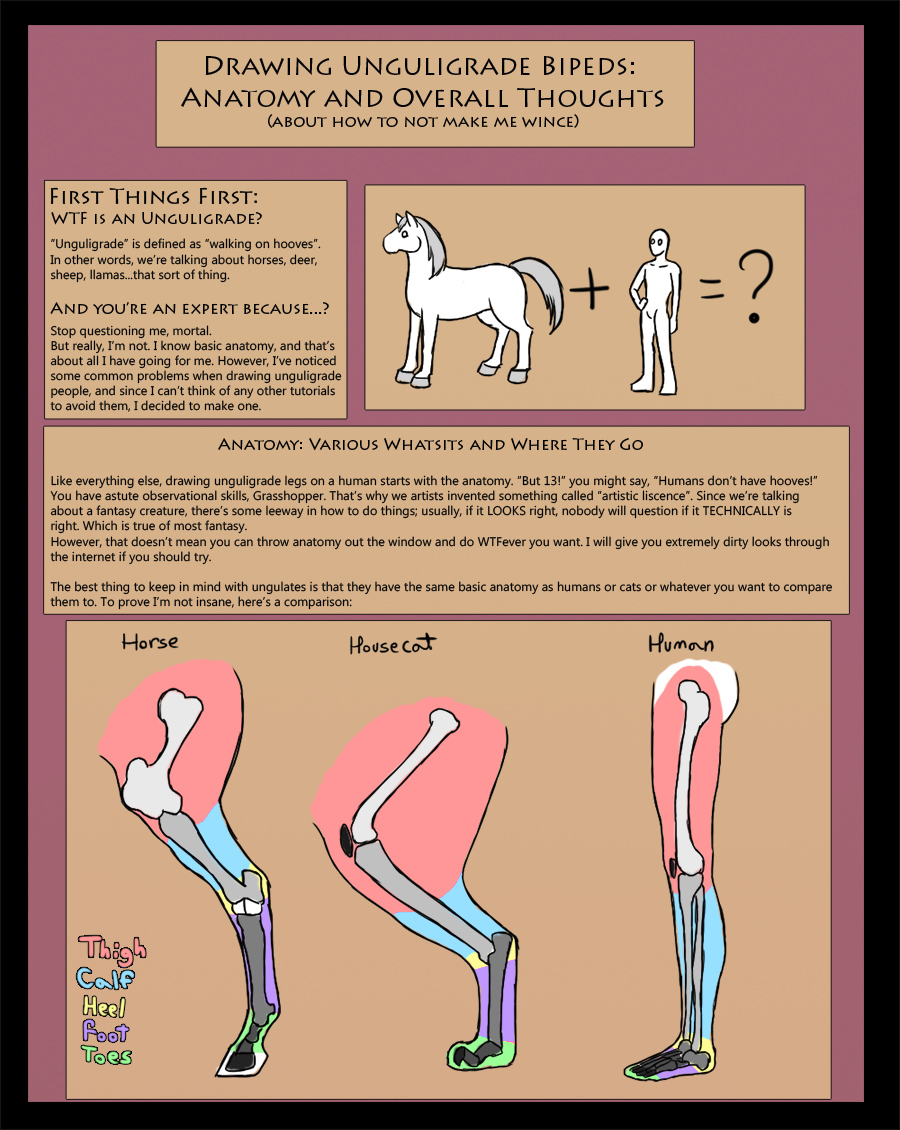 Drawing Unguligrade Bipeds:
Anatomy and Overall Thoughts
(about how to not make me wince)
First Things First:
WTF is an Unguligrade?
"Unguligrade" is defined as "walking on hooves".
In other words, we're talking about horses, deer,
sheep, llamas...that sort of thing.
And you're an expert because...?
Stop questioning me, mortal.
But really, I'm not. I know basic anatomy, and that's
about all I have going for me. However, I've noticed
some common problems when drawing unguligrade
people, and since I can't think of any other tutorials
to avoid them, I decided to make one.
+ = ?
Anatomy: Various Whatsits and Where They Go
Like everything else, drawing unguligrade legs on a human starts with the anatomy. "But 13!" you might say, "Humans don't have hooves!"
You have astute observational skills, Grasshopper. That's why we artists invented something called "artistic liscence". Since we're talking
about a fantasy creature, there's some leeway in how to do things; usually, if it LOOKS right, nobody will question if it TECHNICALLY is
right. Which is true of most fantasy.
However, that doesn't mean you can throw anatomy out the window and do WTFever you want. I will give you extremely dirty looks through
the internet if you should try.
The best thing to keep in mind with ungulates is that they have the same basic anatomy as humans or cats or whatever you want to compare
them to. To prove I'm not insane, here's a comparison:
Horse
Housecat
Human
Thigh
Calf
Heel
Foot
Toes